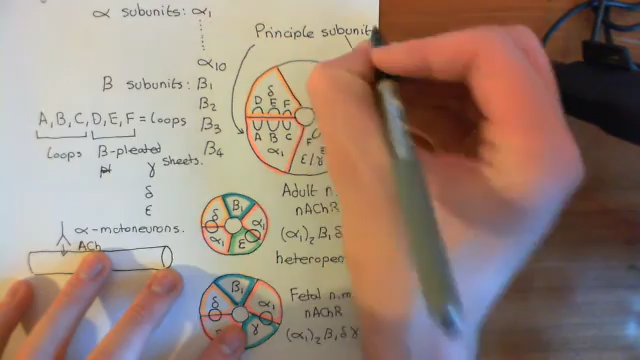 α subunits: α1
α10
B subunits: B1
B2
A, B, C, D, E, F = Loops
B3
B4
Loops B-pleated
sheets.
γ
δ
ε
α-motoneurons.
ACh
Principle subunit
δ
D E F
A B C
α1
F E
ε/γ
B1
δ α1
α1 ε
Adult n.
nAChR
(α1)2 B1 δ
heteropen
B1
δ α1
γ
Fetal n.m
nAChR
(α1)2 B1 δ γ